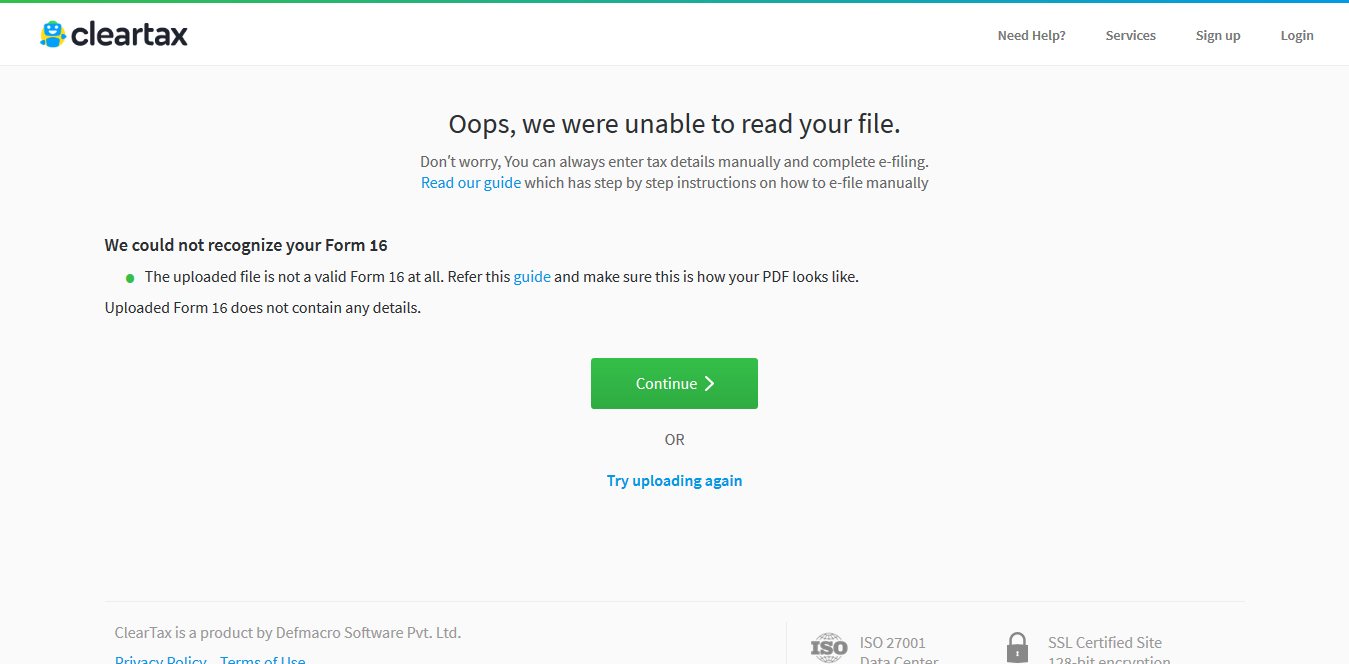 cleartax
Need Help?
Services
Sign up
Login
Oops, we were unable to read your file.
Don't worry, You can always enter tax details manually and complete e-filing.
Read our guide which has step by step instructions on how to e-file manually
We could not recognize your Form 16
The uploaded file is not a valid Form 16 at all. Refer this guide and make sure this is how your PDF looks like.
Uploaded Form 16 does not contain any details.
Continue
OR
Try uploading again
ClearTax is a product by Defmacro Software Pvt. Ltd.
Privacy Policy Terms of Use
ISO
ISO 27001
Data Center
SSL Certified Site
128-bit encryption